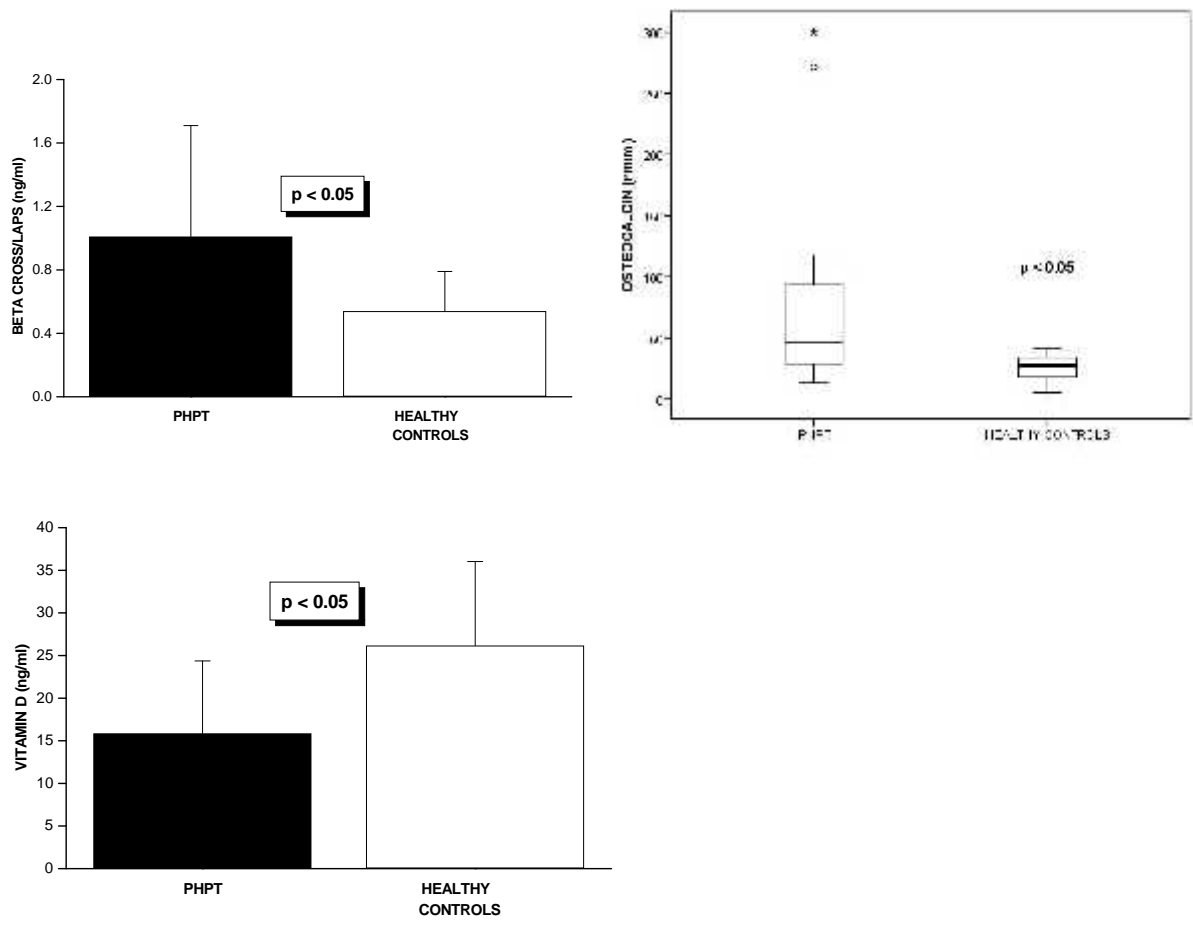 2.0
1.6
1.2
0.8
0.4
0.0
BETA CROSS/LAPS (ng/ml)
p < 0.05
PHPT
HEALTHY
CONTROLS
300
200
100
p < 0.05
HEALTHY CONTROLS
40
35
30
25
20
15
10
5
0
VITAMIN D (ng/ml)
p < 0.05
PHPT
HEALTHY
CONTROLS